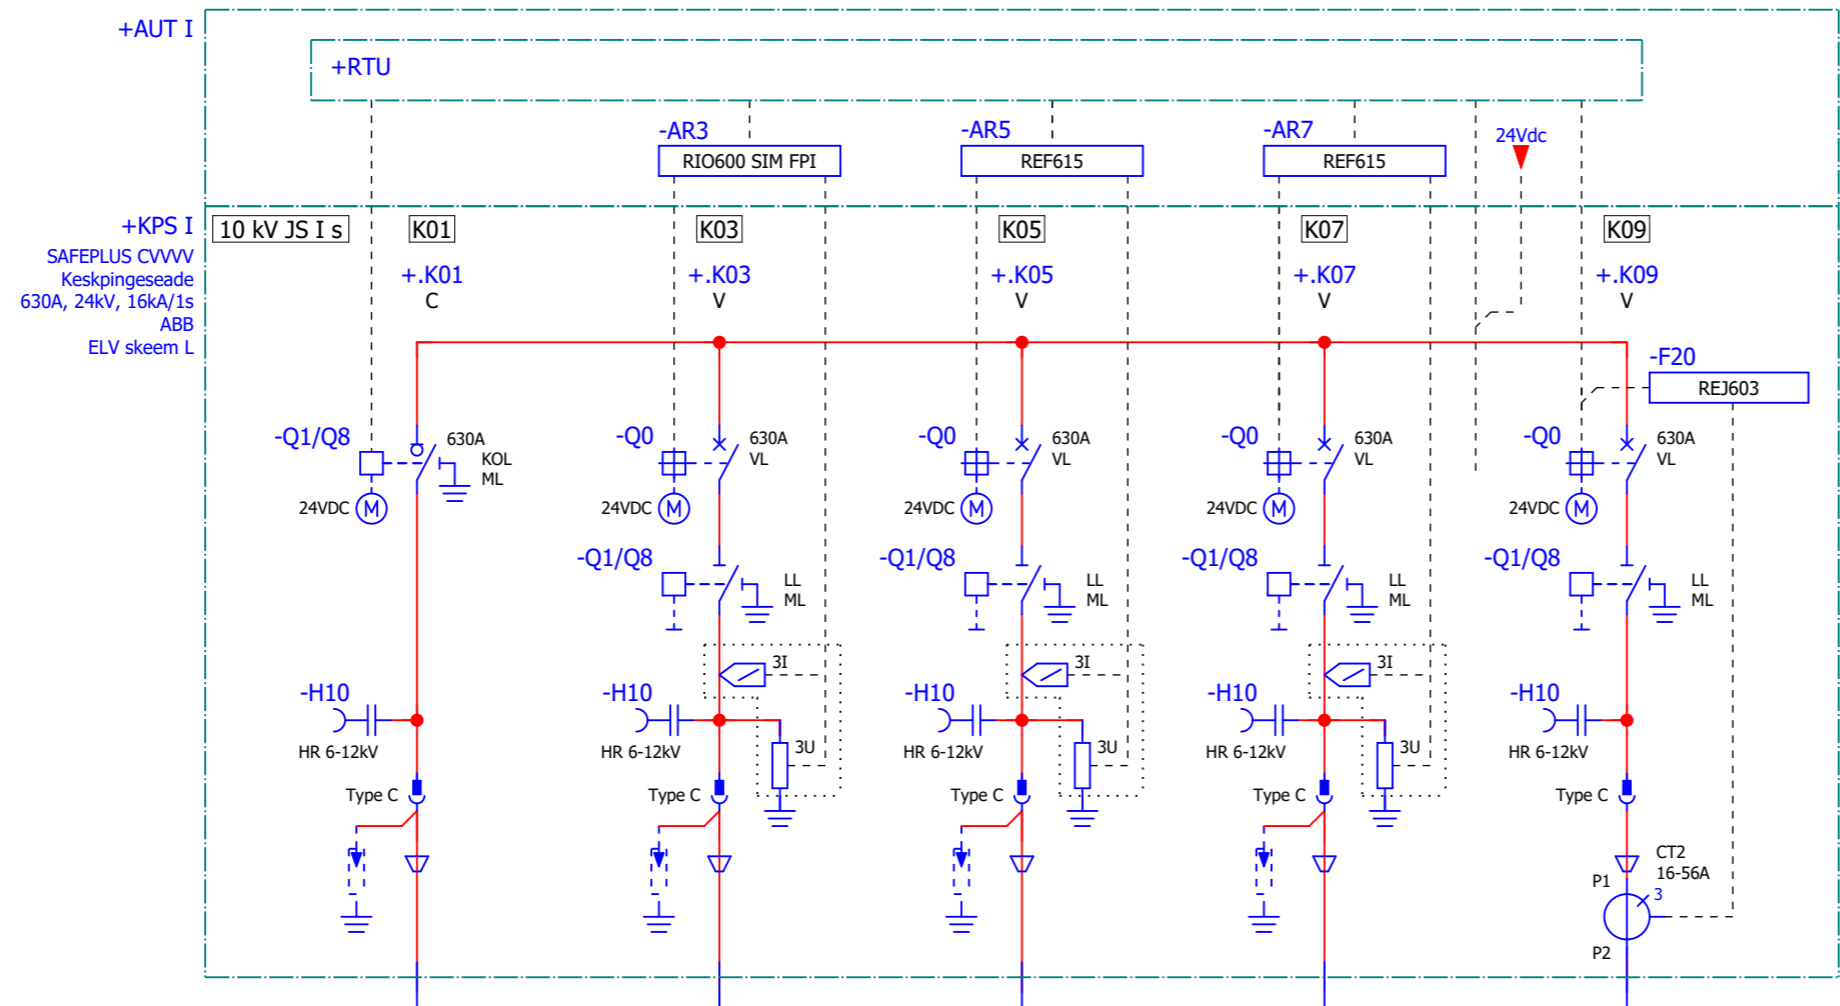 +AUT I
+RTU
-AR3
-AR5
-AR7
24Vdc
RIO600 SIM FPI
REF615
REF615
+KPS I
10 kV JS I s
K01
K03
K05
K07
K09
SAFEPLUS CVVVV
Keskpingeseade
630A, 24kV, 16kA/1s
ABB
ELV skeem L
+.K01
+.K03
+.K05
+.K07
+.K09
C
V
V
V
V
-F20
REJ603
-Q1/Q8
630A
KOL
ML
24VDC
M
-Q0
630A
VL
24VDC
M
-Q0
630A
VL
24VDC
M
-Q0
630A
VL
24VDC
M
-Q0
630A
VL
24VDC
M
-Q1/Q8
LL
ML
-Q1/Q8
LL
ML
-Q1/Q8
LL
ML
-Q1/Q8
LL
ML
3I
3I
3I
-H10
-H10
-H10
-H10
-H10
HR 6-12kV
HR 6-12kV
3U
HR 6-12kV
3U
HR 6-12kV
3U
HR 6-12kV
Type C
Type C
Type C
Type C
Type C
CT2
16-56A
P1
3
P2